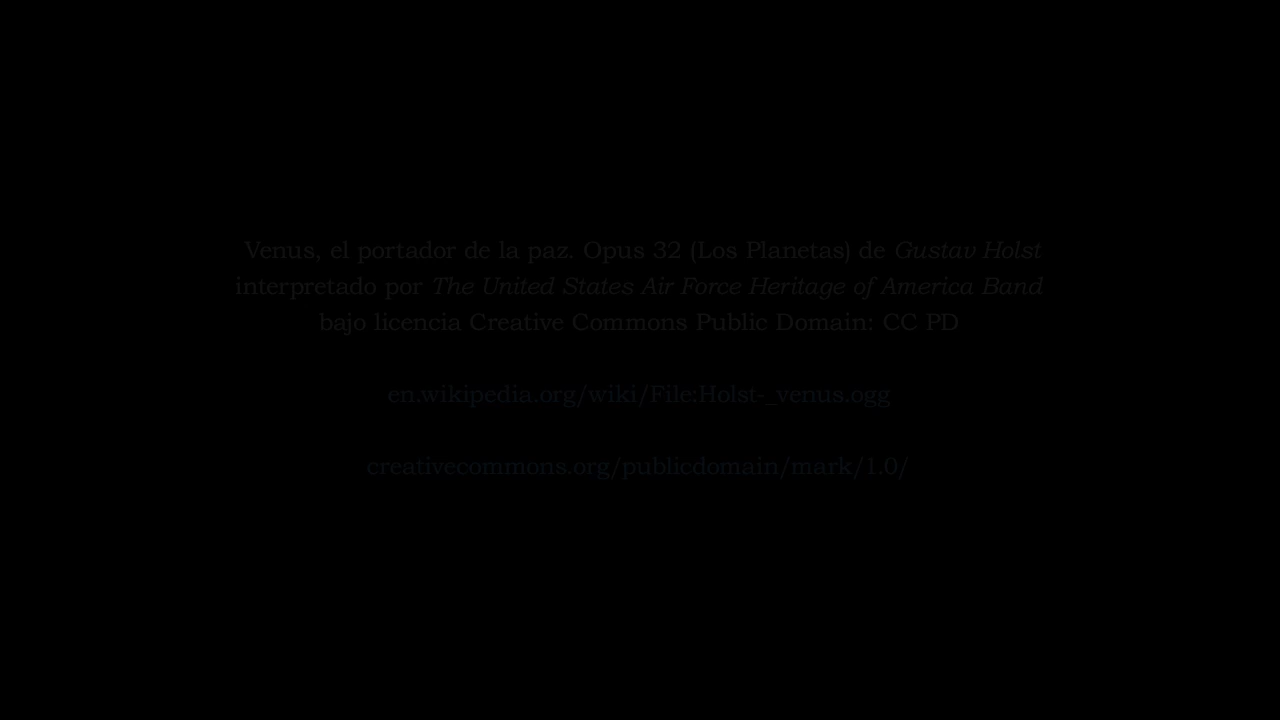 Venus, el portador de la paz. Opus 32 (Los Planetas) de Gustav Holst
interpretado por The United States Air Force Heritage of America Band
bajo licencia Creative Commons Public Domain: CC PD
en.wikipedia.org/wiki/File:Holst-_venus.ogg
creativecommons.org/publicdomain/mark/1.0/